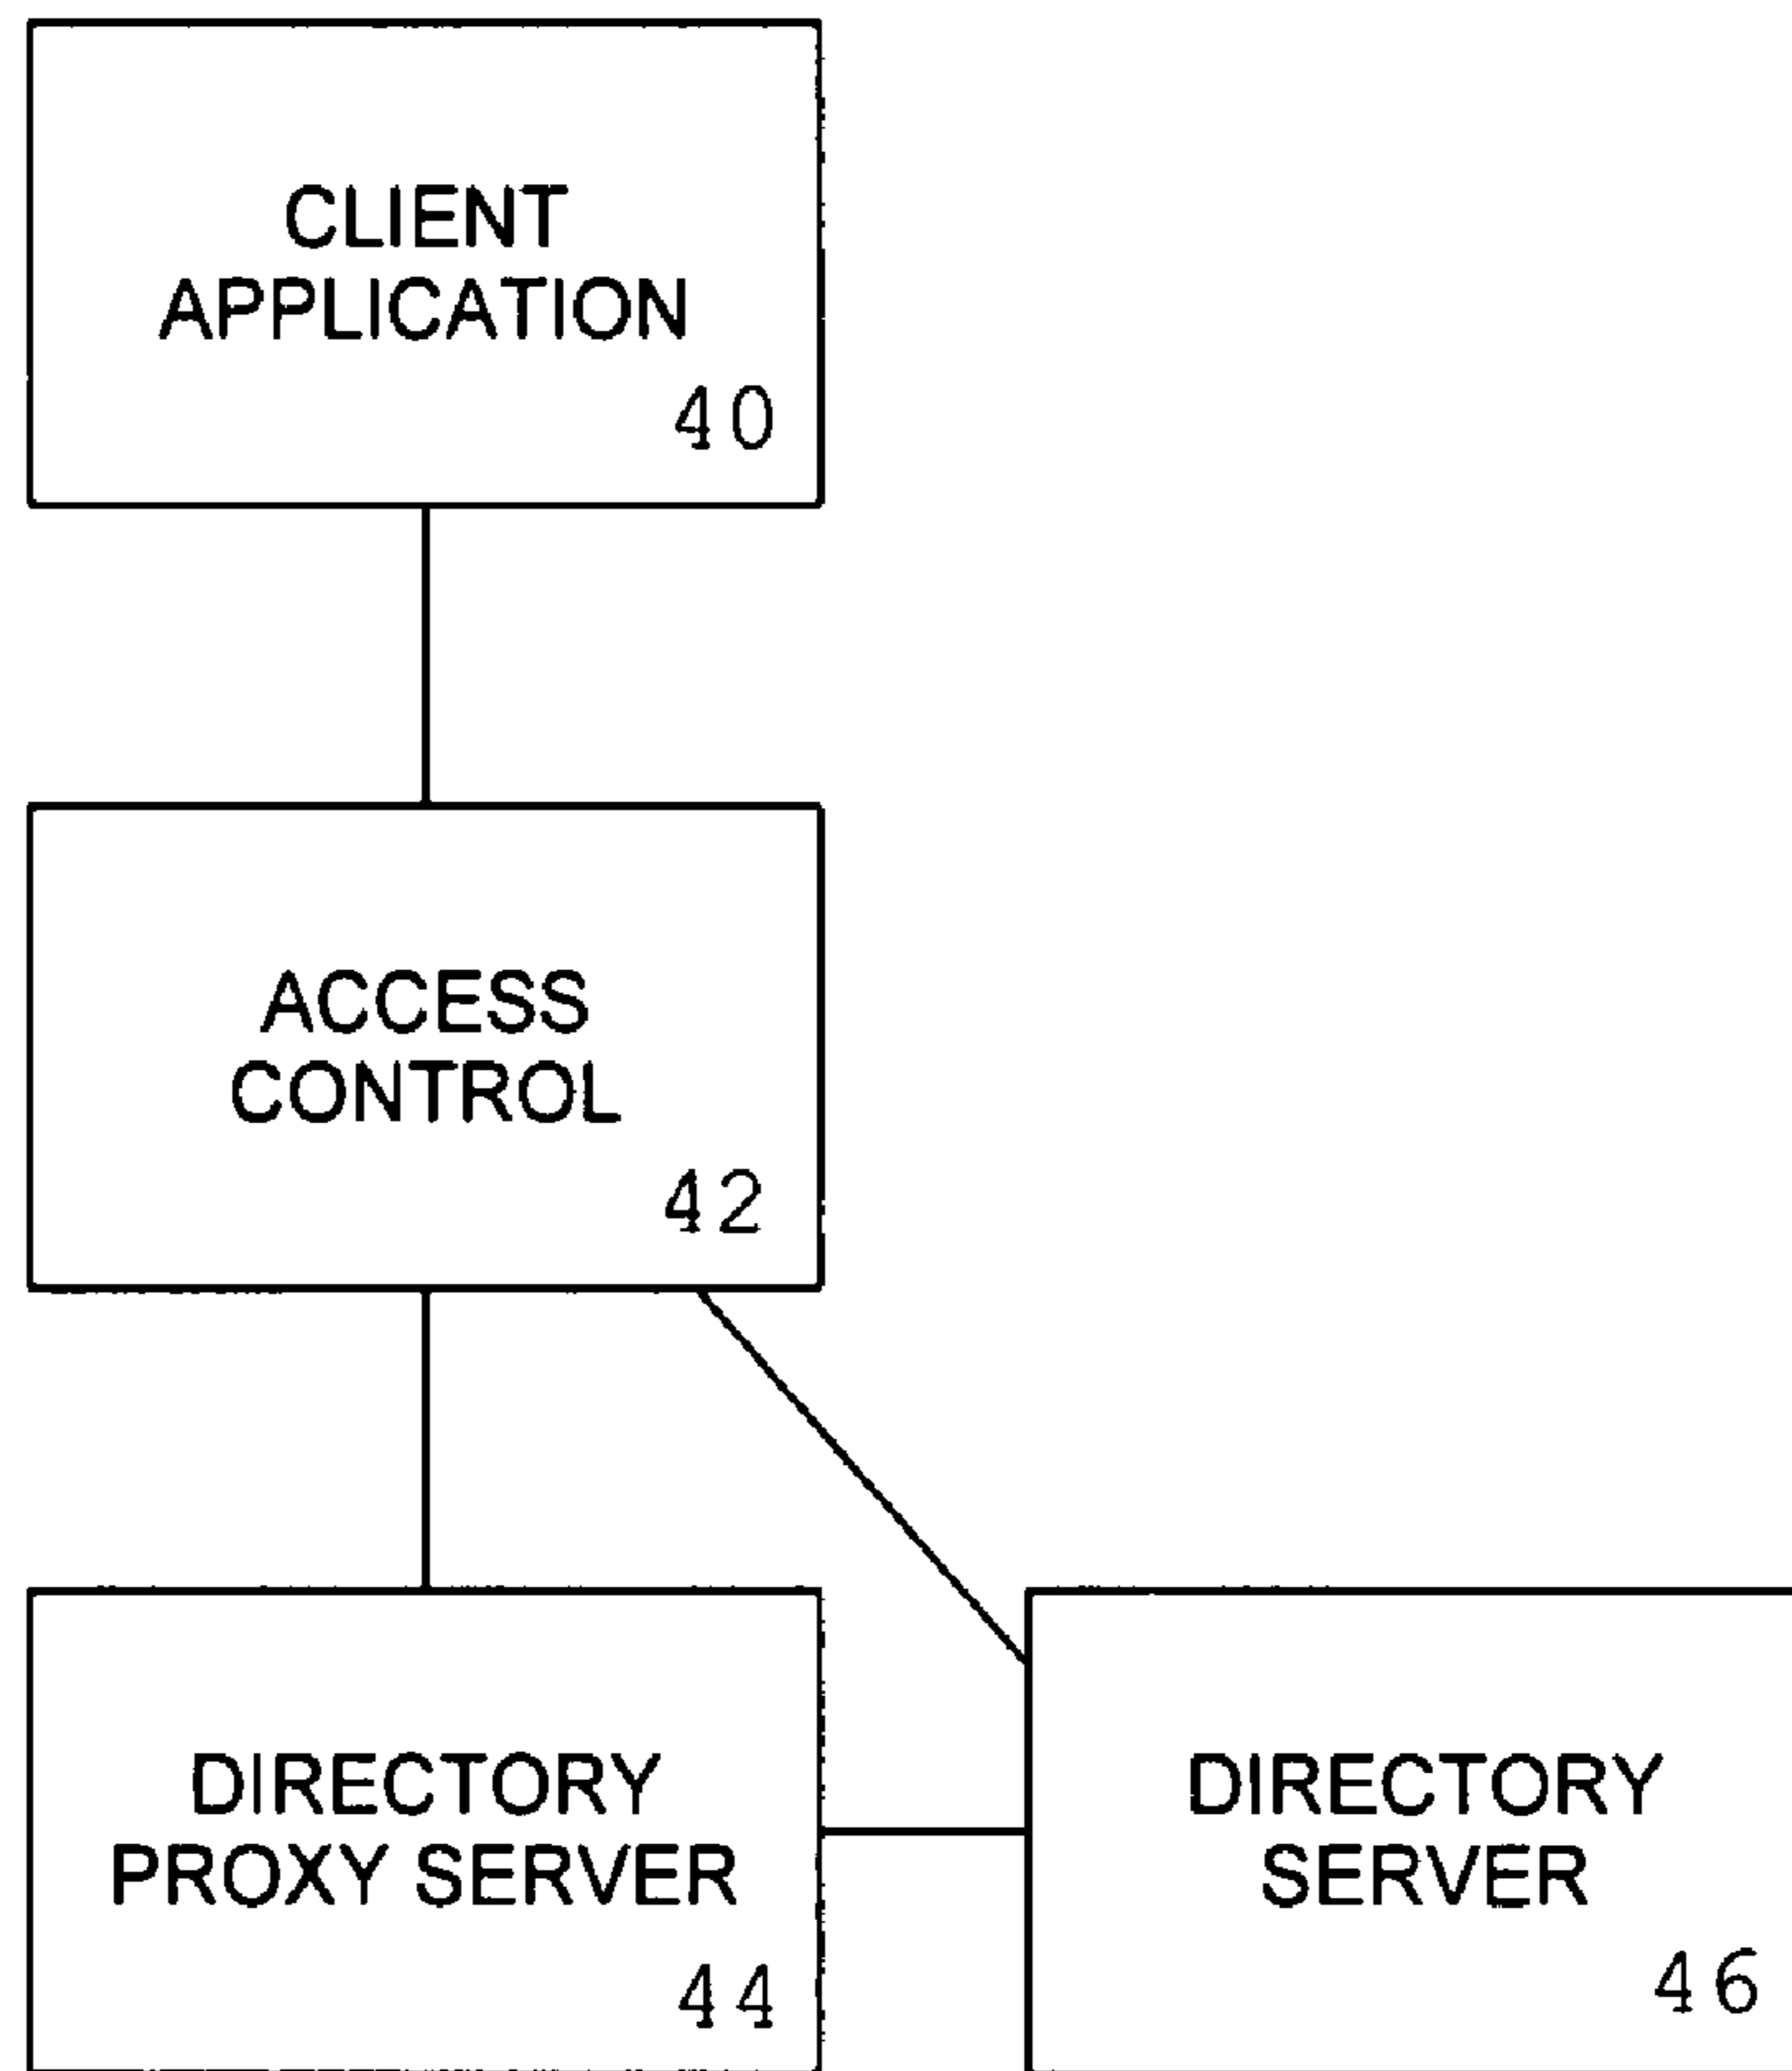 CLIENT
APPLICATION
40
ACCESS
CONTROL
42
DIRECTORY
PROXY SERVER
44
DIRECTORY
SERVER
46